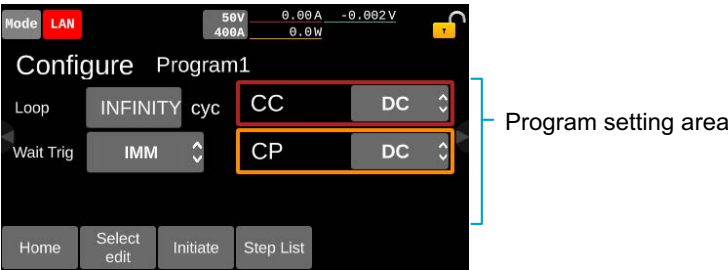 Mode LAN 50V 400A 0.00A -0.002V
0.0W
Configure Program1
Loop INFINITY cyc CC DC
Program setting area
Wait Trig IMM CP DC
Home Select edit Initiate Step List